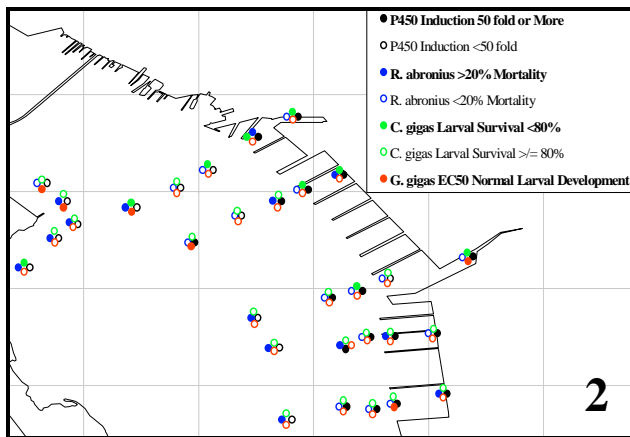 P450 Induction 50 fold or More
P450 Induction <50 fold
R. abronius >20% Mortality
R. abronius <20% Mortality
C. gigas Larval Survival <80%
C. gigas Larval Survival >/= 80%
G. gigas EC50 Normal Larval Development
2